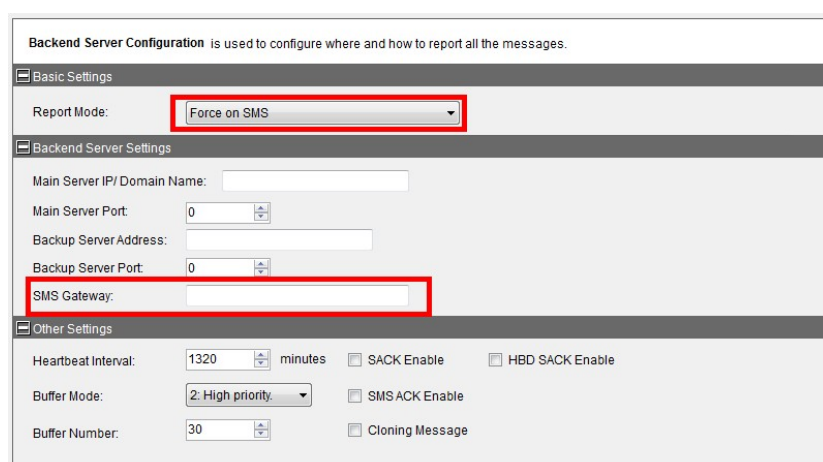 Backend Server Configuration is used to configure where and how to report all the messages.
Basic Settings
Report Mode: Force on SMS
Backend Server Settings
Main Server IP/ Domain Name:
Main Server Port: 0
Backup Server Address:
Backup Server Port: 0
SMS Gateway:
Other Settings
Heartbeat Interval: 1320 minutes SACK Enable HBD SACK Enable
Buffer Mode: 2: High priority. SMS ACK Enable
Buffer Number: 30 Cloning Message